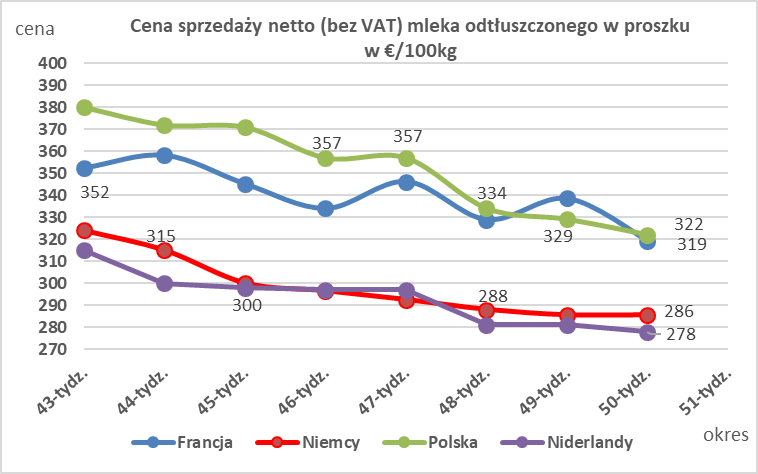 cena
Cena sprzedaży netto (bez VAT) mleka odtłuszczonego w proszku
w €/100kg
400
390
380
370
360
350
340
330
320
310
300
290
280
270
352
315
300
357
357
334
288
329
322
319
286
278
43-tydz.
44-tydz.
45-tydz.
46-tydz.
47-tydz.
48-tydz.
49-tydz.
50-tydz.
51-tydz.
okres
Francja Niemcy Polska Niderlandy